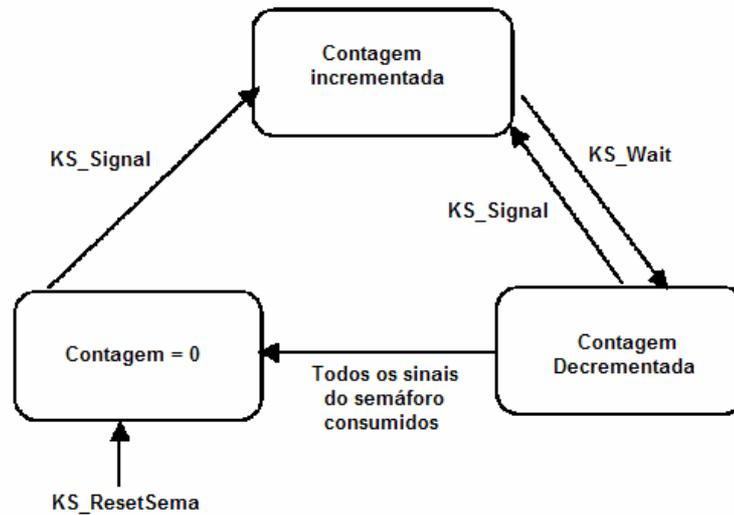 Contagem
incrementada
KS_Signal
KS_Wait
KS_Signal
Contagem = 0
Contagem
Decrementada
Todos os sinais
do semáforo
consumidos
KS_ResetSema